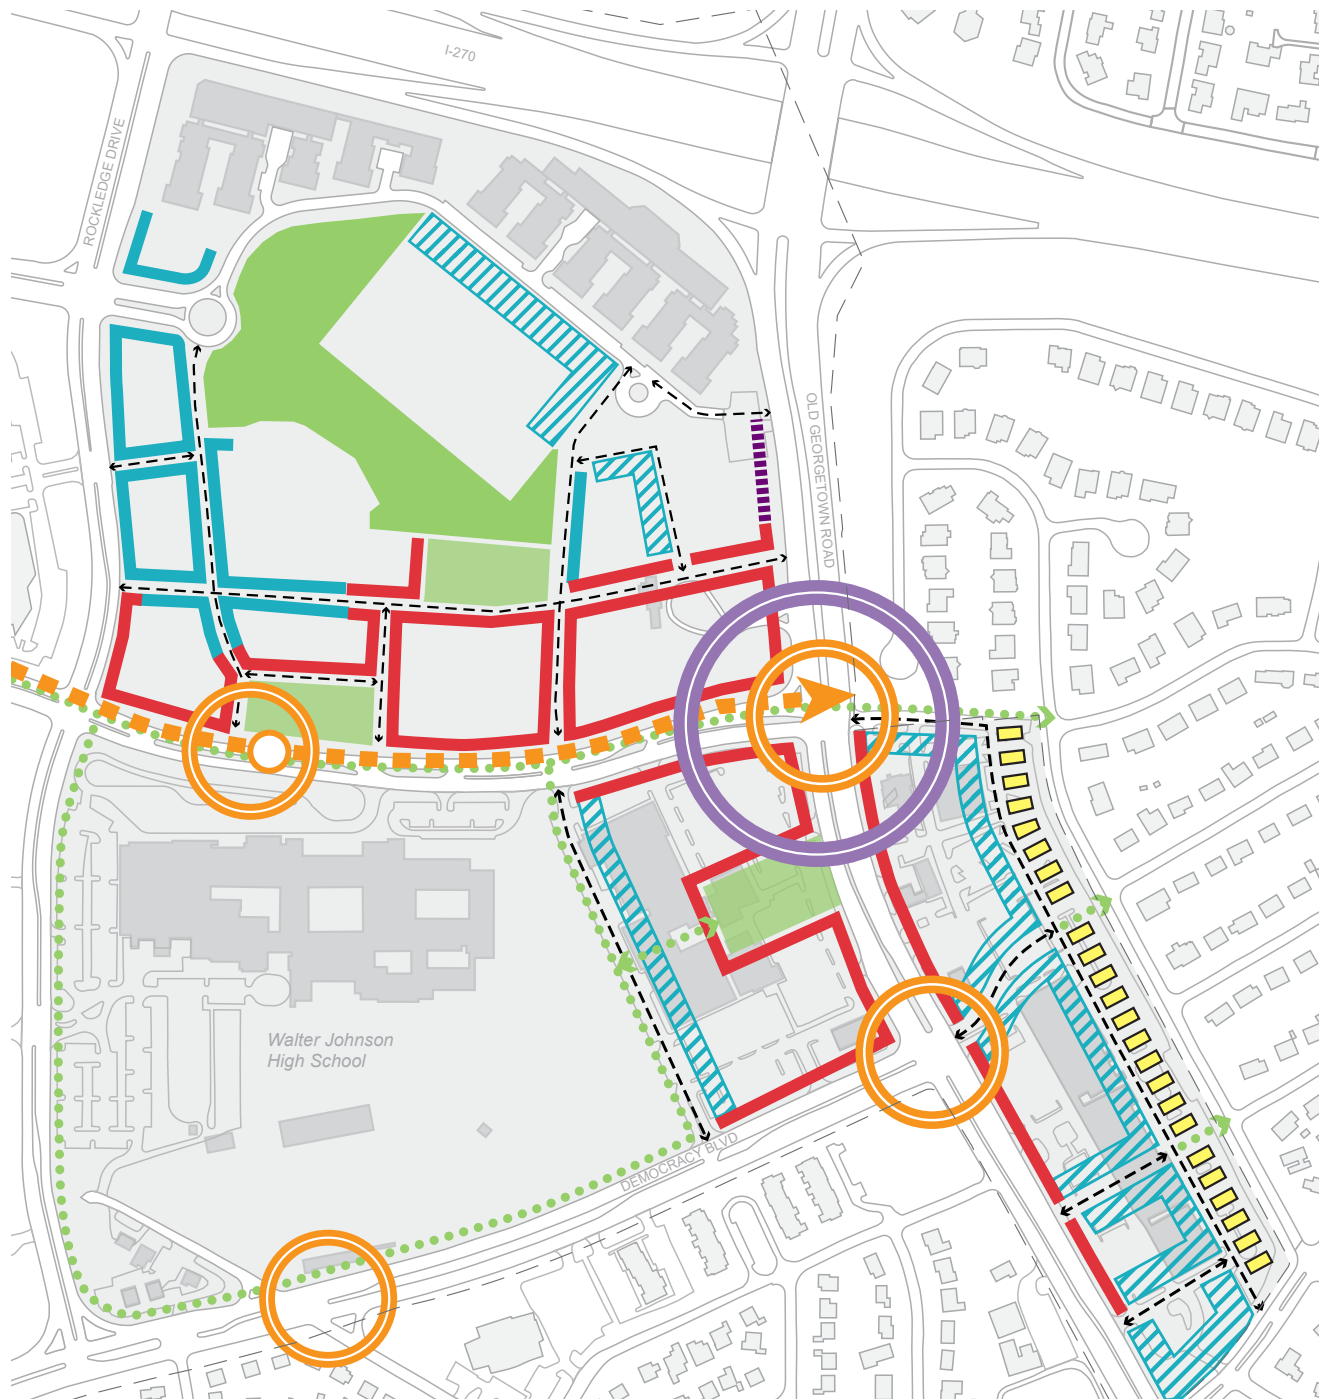 I-270
ROCKLEDGE DRIVE
OLD GEORGETOWN ROAD
Walter Johnson
High School
DEMOCRACY BLVD